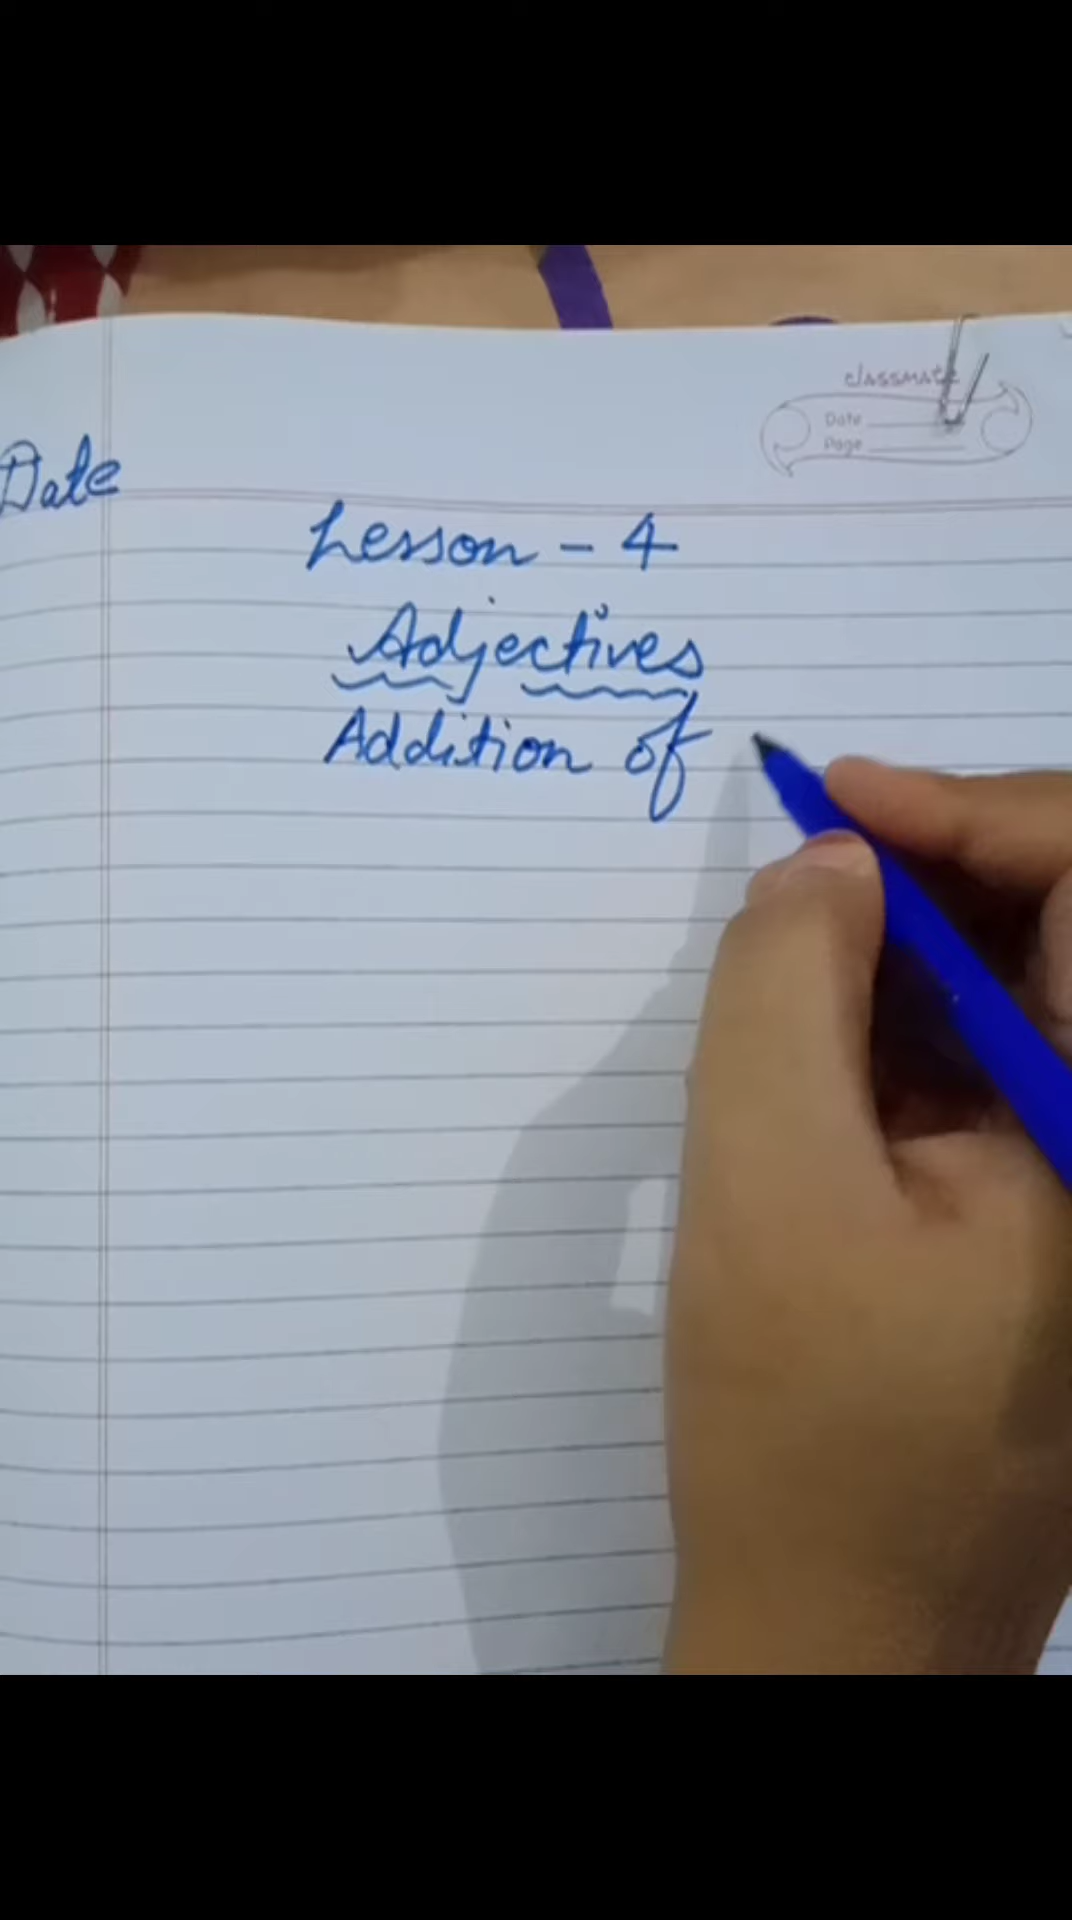 classmate
Date
Page
Date
Lesson - 4
Adjectives
Addition of